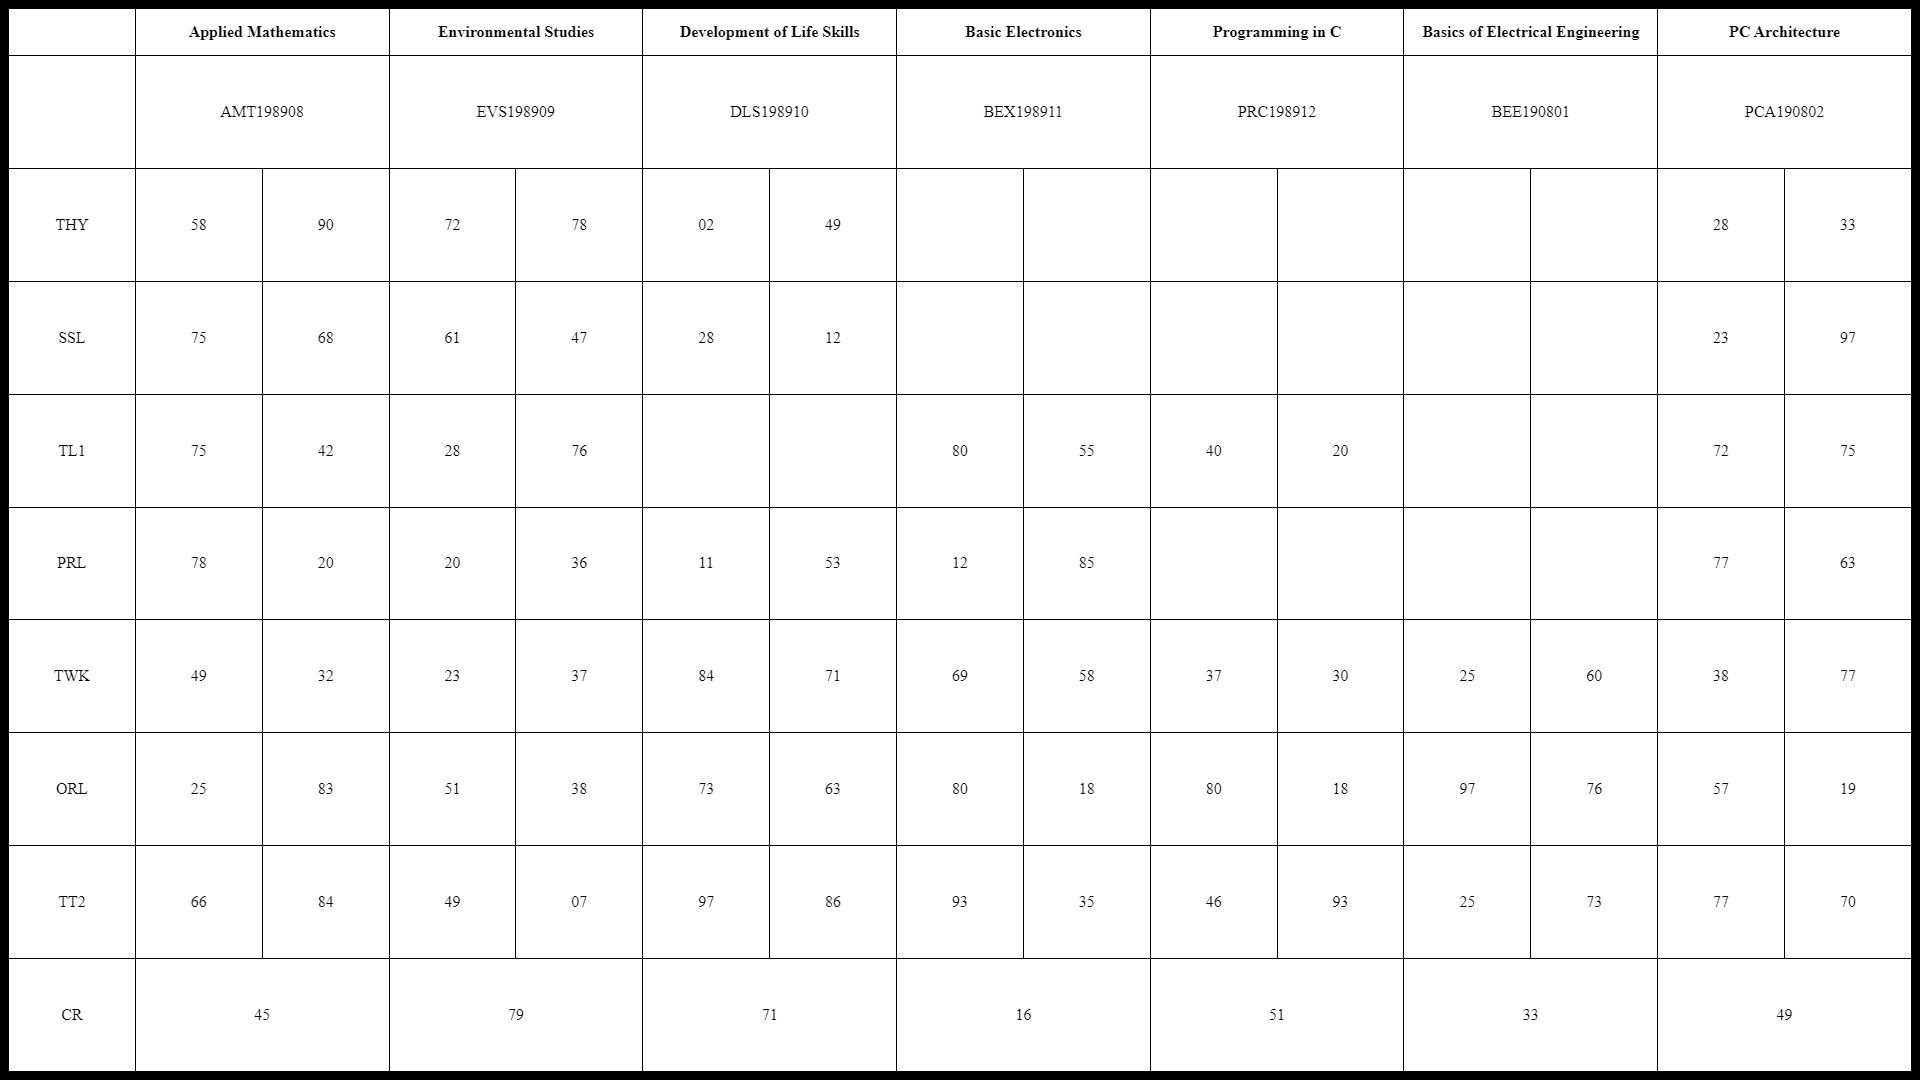 Applied Mathematics Environmental Studies Development of Life Skills Basic Electronics Programming in C Basics of Electrical Engineering PC Architecture
AMT198908 EVS198909 DLS198910 BEX198911 PRC198912 BEE190801 PCA190802
THY 58 90 72 78 02 49 28 33
SSL 75 68 61 47 28 12 23 97
TL1 75 42 28 76 80 55 40 20 72 75
PRL 78 20 20 36 11 53 12 85 77 63
TWK 49 32 23 37 84 71 69 58 37 30 25 60 38 77
ORL 25 83 51 38 73 63 80 18 80 18 97 76 57 19
TT2 66 84 49 07 97 86 93 35 46 93 25 73 77 70
CR 45 79 71 16 51 33 49